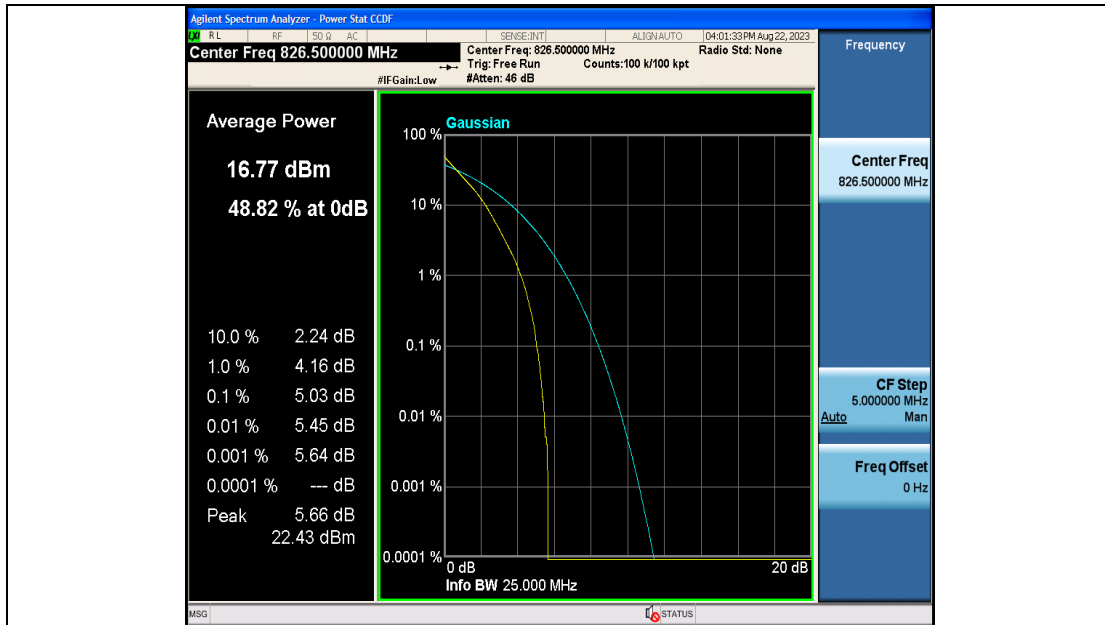 Agilent Spectrum Analyzer - Power Stat CCDF
LXI RL RF 50 Ω AC SENSE:INT ALIGN AUTO 04:01:33 PM Aug 22, 2023
Center Freq 826.500000 MHz
Center Freq: 826.500000 MHz Radio Std: None
Trig: Free Run Counts:100 k/100 kpt
#IFGain:Low #Atten: 46 dB
Frequency
Average Power
16.77 dBm
48.82 % at 0dB
10.0 % 2.24 dB
1.0 % 4.16 dB
0.1 % 5.03 dB
0.01 % 5.45 dB
0.001 % 5.64 dB
0.0001 % --- dB
Peak 5.66 dB
22.43 dBm
Gaussian
100 %
10 %
1 %
0.1 %
0.01 %
0.001 %
0.0001 %
0 dB 20 dB
Info BW 25.000 MHz
Center Freq
826.500000 MHz
CF Step
5.000000 MHz
Auto Man
Freq Offset
0 Hz
MSG STATUS